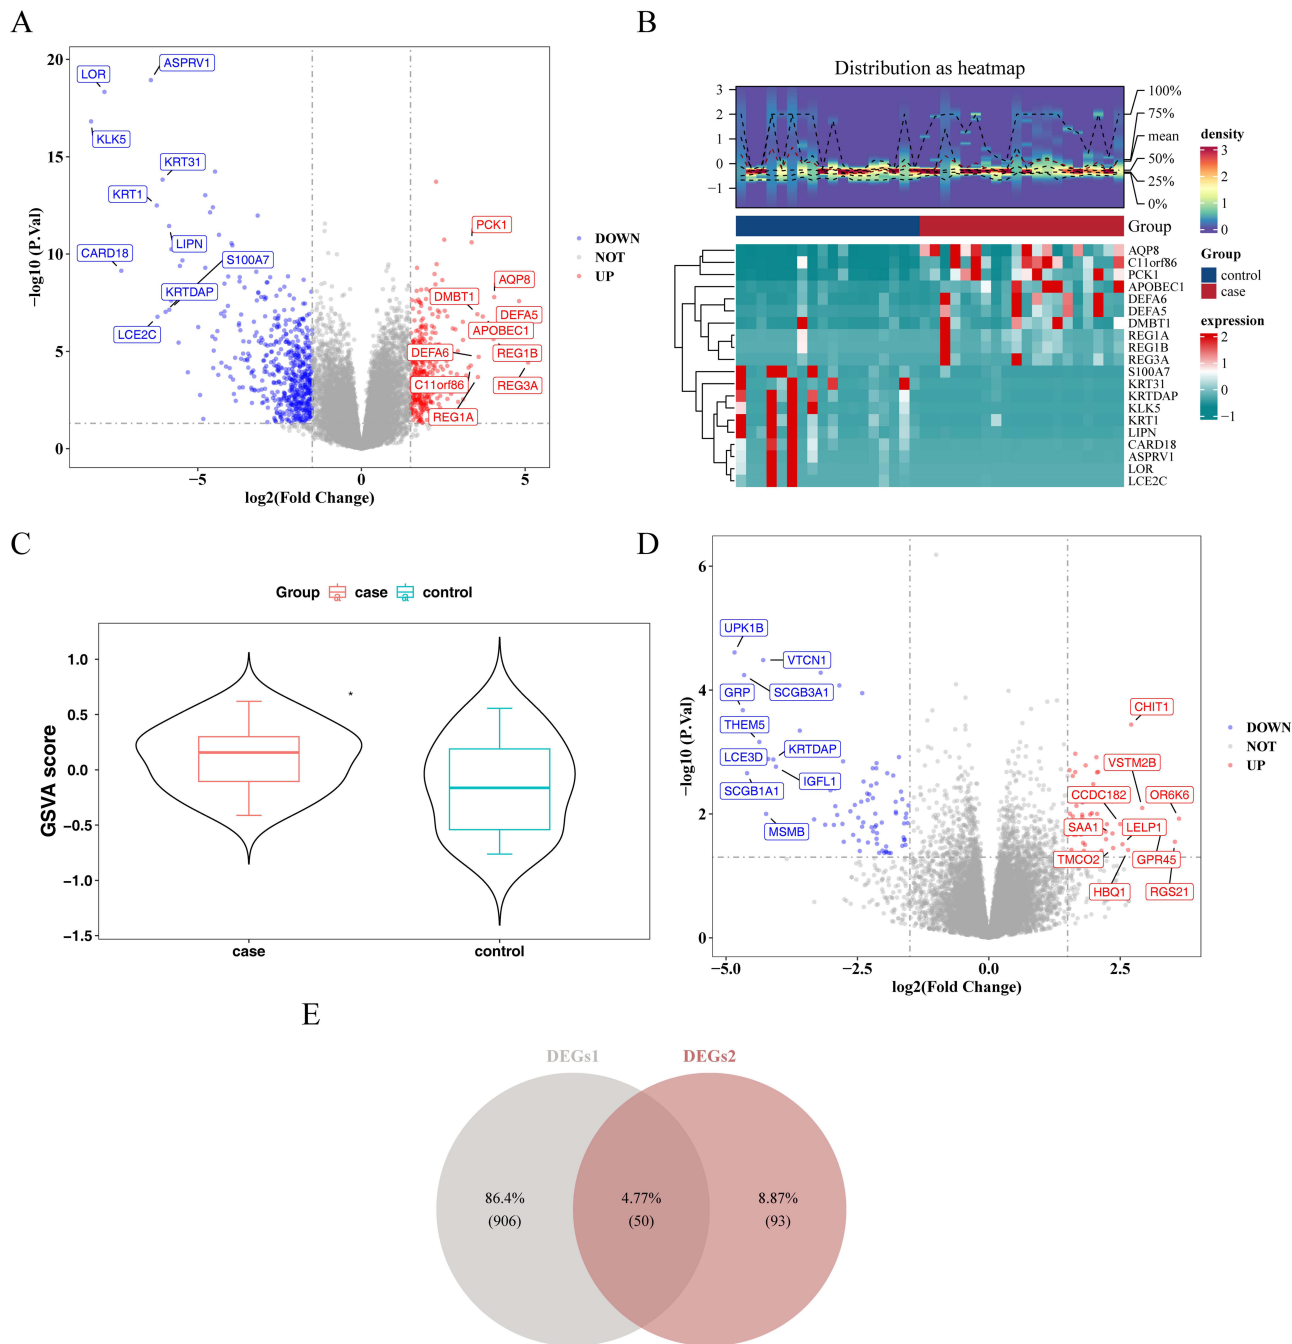 A
20
15
10
5
0
−5
0
5
−log10 (P.Val)
log2(Fold Change)
ASPRV1
LOR
KLK5
KRT31
KRT1
LIPN
CARD18
S100A7
KRTDAP
LCE2C
PCK1
AQP8
DMBT1
DEFA5
APOBEC1
DEFA6
REG1B
C11orf86
REG3A
REG1A
DOWN
NOT
UP
B
Distribution as heatmap
3
2
1
0
−1
100%
75%
mean
50%
25%
0%
Group
AQP8
C11orf86
PCK1
APOBEC1
DEFA6
DEFA5
DMBT1
REG1A
REG1B
REG3A
S100A7
KRT31
KRTDAP
KLK5
KRT1
LIPN
CARD18
ASPRV1
LOR
LCE2C
density
3
2.5
2
1.5
1
0.5
0
Group
control
case
expression
2
1
0
−1
C
Group
case
control
1.0
0.5
0.0
−0.5
−1.0
−1.5
GSVA score
*
case
control
D
6
4
2
0
−5.0
−2.5
0.0
2.5
−log10 (P.Val)
log2(Fold Change)
UPK1B
VTCN1
GRP
SCGB3A1
THEM5
LCE3D
KRTDAP
IGFL1
SCGB1A1
MSMB
CHIT1
VSTM2B
CCDC182
OR6K6
SAA1
LELP1
TMCO2
GPR45
HBQ1
RGS21
DOWN
NOT
UP
E
DEGs1
DEGs2
86.4%
(906)
4.77%
(50)
8.87%
(93)